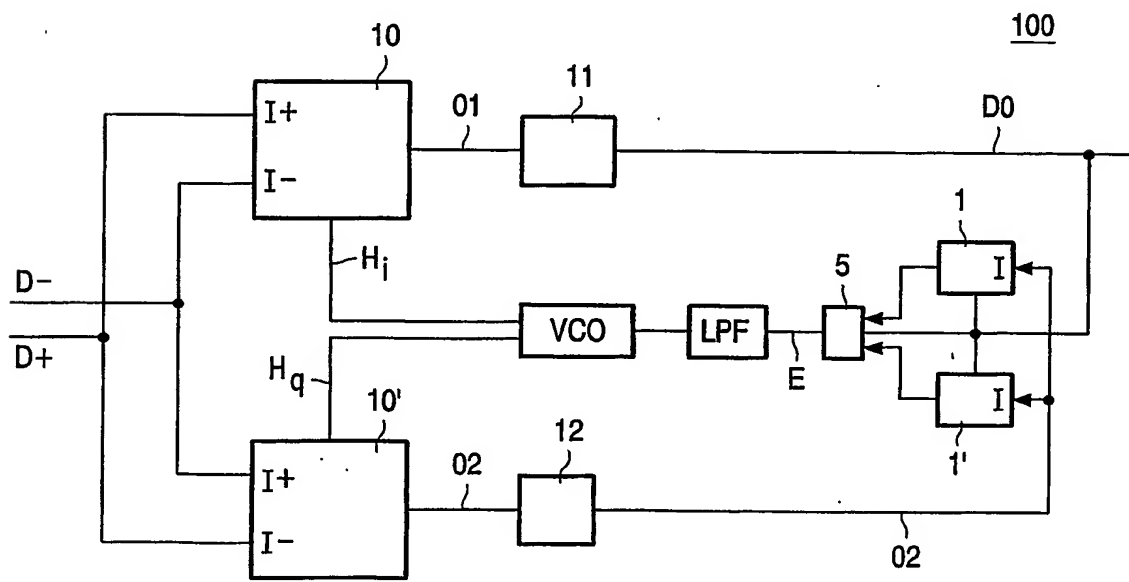 100
10
I+
I-
01
11
D0
Hi
D-
D+
VCO
LPF
E
5
1
I
I
1'
Hq
10'
I+
I-
02
12
02